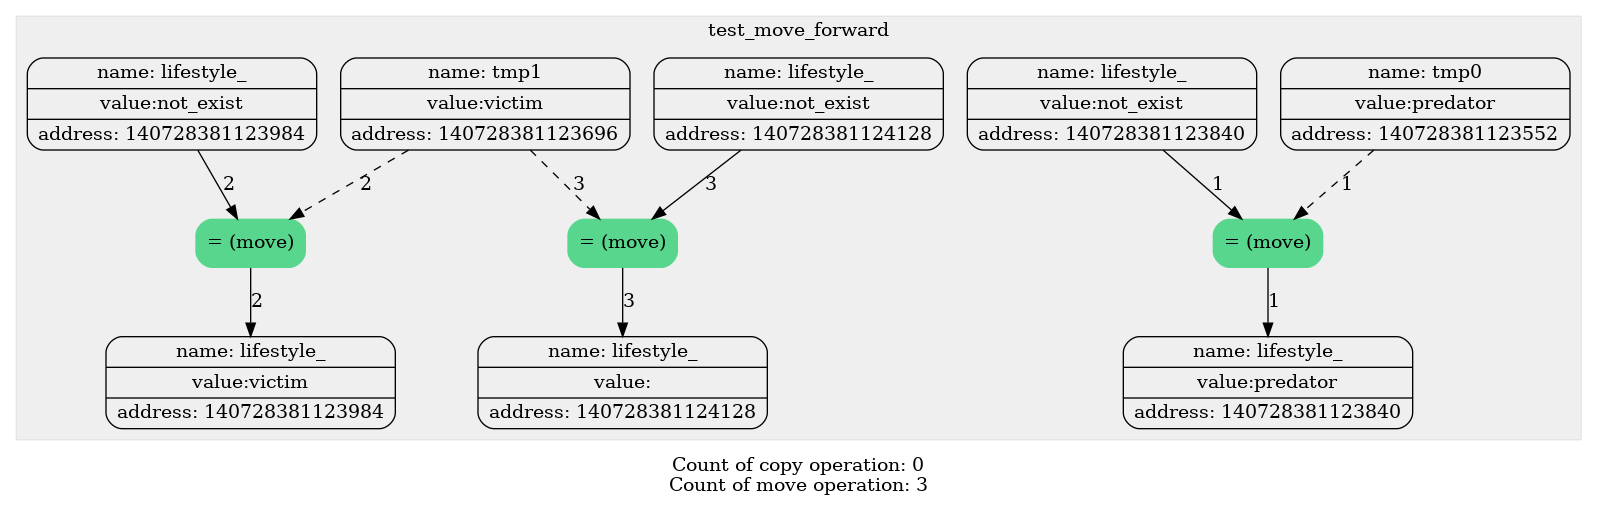 test_move_forward
name: lifestyle_
value:not_exist
address: 140728381123984
name: tmp1
value:victim
address: 140728381123696
name: lifestyle_
value:not_exist
address: 140728381124128
name: lifestyle_
value:not_exist
address: 140728381123840
name: tmp0
value:predator
address: 140728381123552
2
2
3
3
1
1
= (move)
= (move)
= (move)
2
3
1
name: lifestyle_
value:victim
address: 140728381123984
name: lifestyle_
value:
address: 140728381124128
name: lifestyle_
value:predator
address: 140728381123840
Count of copy operation: 0
Count of move operation: 3